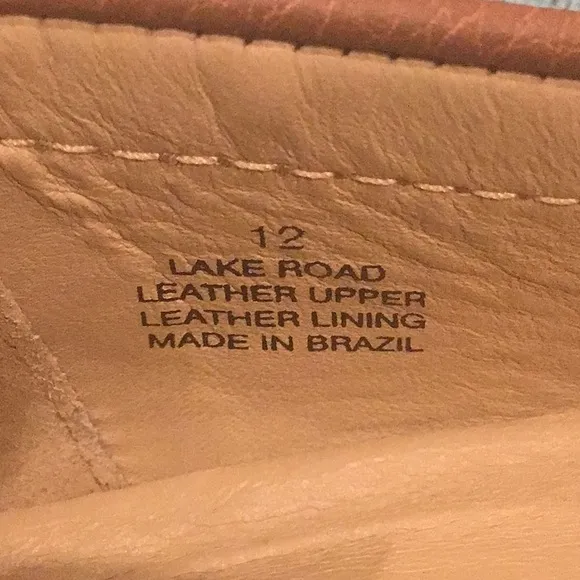 12
LAKE ROAD
LEATHER UPPER
LEATHER LINING
MADE IN BRAZIL